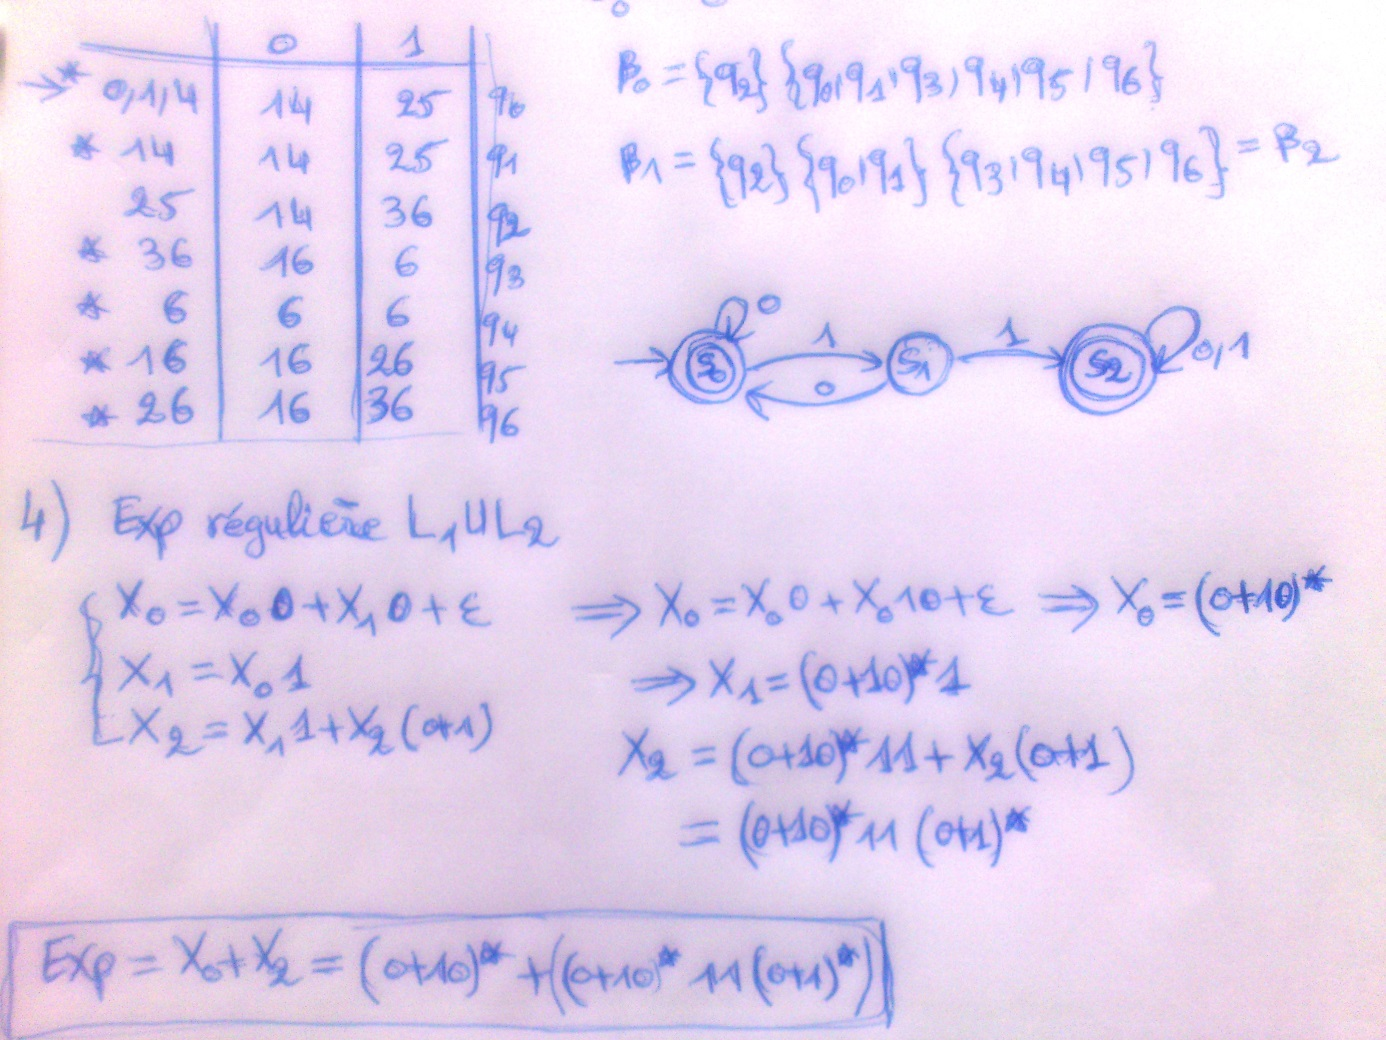 0 1
→* 0,1,4 14 25 q0
* 14 14 25 q1
25 14 36 q2
* 36 16 6 q3
* 6 6 6 q4
* 16 16 26 q5
* 26 16 36 q6
B0 = {q2} {q0,q1,q3,q4,q5,q6}
B1 = {q2} {q0,q1} {q3,q4,q5,q6} = B2
0
1 1
S0 S1 S2 0,1
0
4) Exp régulière L1 U L2
X0 = X0 0 + X1 0 + ε ⇒ X0 = X0 0 + X0 10 + ε ⇒ X0 = (0+10)*
X1 = X0 1 ⇒ X1 = (0+10)* 1
X2 = X1 1 + X2 (0+1)
X2 = (0+10)* 11 + X2 (0+1)
= (0+10)* 11 (0+1)*
Exp = X0 + X2 = (0+10)* + ((0+10)* 11 (0+1)*)